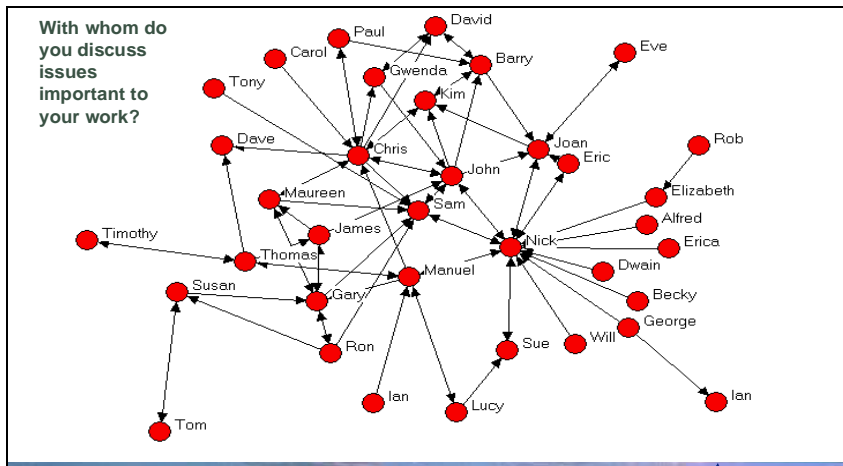 With whom do
you discuss
issues
important to
your work?
David
Paul
Carol
Barry
Eve
Gwenda
Tony
Kim
Dave
Chris
Joan
Rob
John
Eric
Maureen
Elizabeth
Sam
James
Alfred
Timothy
Nick
Erica
Thomas
Manuel
Dwain
Susan
Gary
Becky
George
Ron
Sue
Will
Ian
Lucy
Ian
Tom